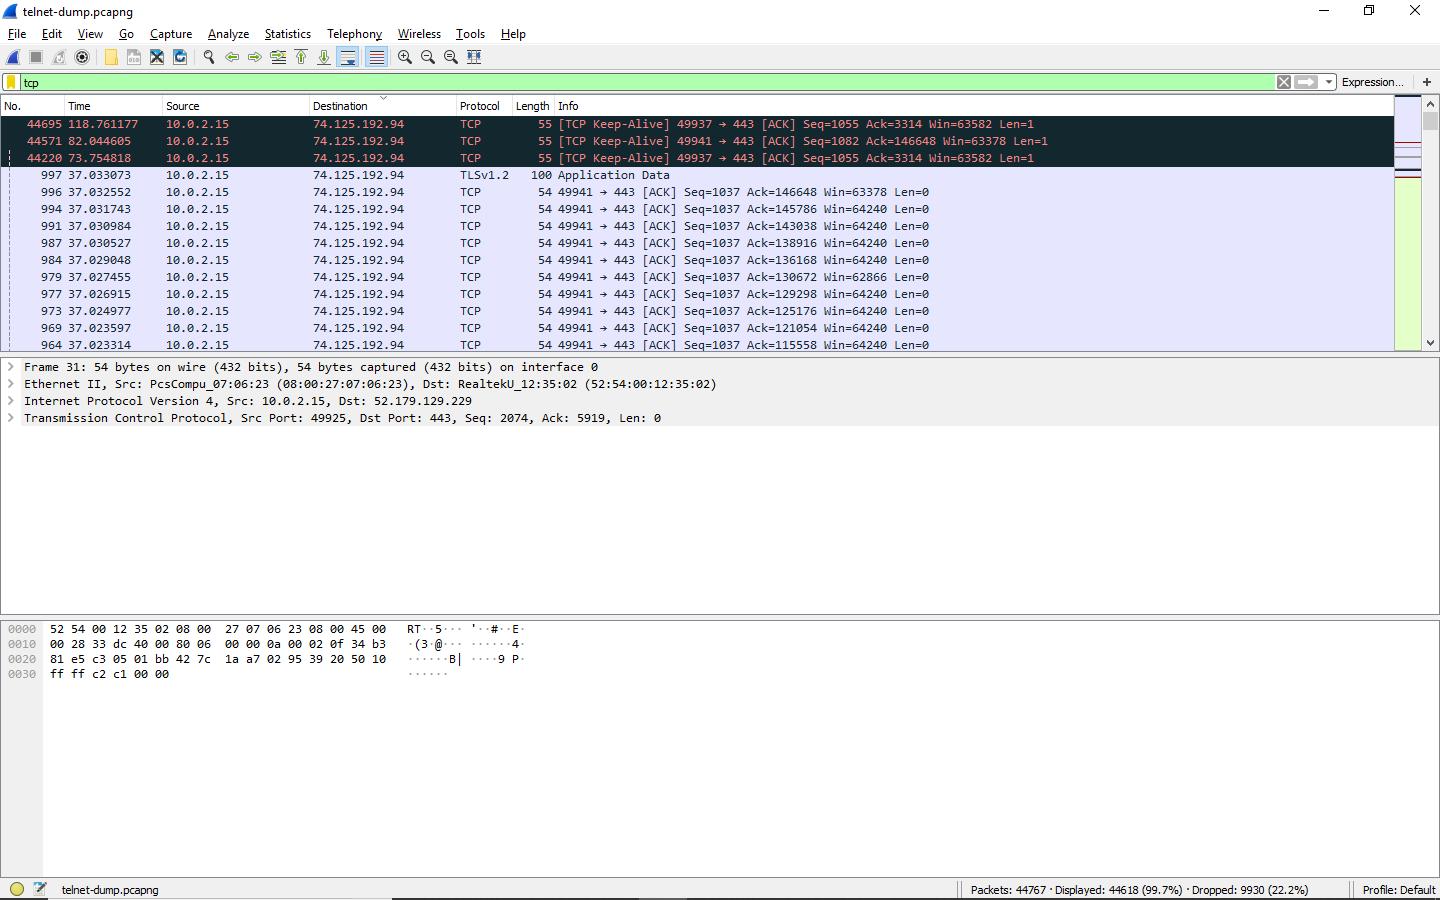 telnet-dump.pcapng
File Edit View Go Capture Analyze Statistics Telephony Wireless Tools Help
tcp Expression... +
No. Time Source Destination Protocol Length Info
44695 118.761177 10.0.2.15 74.125.192.94 TCP 55 [TCP Keep-Alive] 49937 → 443 [ACK] Seq=1055 Ack=3314 Win=63582 Len=1
44571 82.044605 10.0.2.15 74.125.192.94 TCP 55 [TCP Keep-Alive] 49941 → 443 [ACK] Seq=1082 Ack=146648 Win=63378 Len=1
44220 73.754818 10.0.2.15 74.125.192.94 TCP 55 [TCP Keep-Alive] 49937 → 443 [ACK] Seq=1055 Ack=3314 Win=63582 Len=1
997 37.033073 10.0.2.15 74.125.192.94 TLSv1.2 100 Application Data
996 37.032552 10.0.2.15 74.125.192.94 TCP 54 49941 → 443 [ACK] Seq=1037 Ack=146648 Win=63378 Len=0
994 37.031743 10.0.2.15 74.125.192.94 TCP 54 49941 → 443 [ACK] Seq=1037 Ack=145786 Win=64240 Len=0
991 37.030984 10.0.2.15 74.125.192.94 TCP 54 49941 → 443 [ACK] Seq=1037 Ack=143038 Win=64240 Len=0
987 37.030527 10.0.2.15 74.125.192.94 TCP 54 49941 → 443 [ACK] Seq=1037 Ack=138916 Win=64240 Len=0
984 37.029048 10.0.2.15 74.125.192.94 TCP 54 49941 → 443 [ACK] Seq=1037 Ack=136168 Win=64240 Len=0
979 37.027455 10.0.2.15 74.125.192.94 TCP 54 49941 → 443 [ACK] Seq=1037 Ack=130672 Win=62866 Len=0
977 37.026915 10.0.2.15 74.125.192.94 TCP 54 49941 → 443 [ACK] Seq=1037 Ack=129298 Win=64240 Len=0
973 37.024977 10.0.2.15 74.125.192.94 TCP 54 49941 → 443 [ACK] Seq=1037 Ack=125176 Win=64240 Len=0
969 37.023597 10.0.2.15 74.125.192.94 TCP 54 49941 → 443 [ACK] Seq=1037 Ack=121054 Win=64240 Len=0
964 37.023314 10.0.2.15 74.125.192.94 TCP 54 49941 → 443 [ACK] Seq=1037 Ack=115558 Win=64240 Len=0
Frame 31: 54 bytes on wire (432 bits), 54 bytes captured (432 bits) on interface 0
Ethernet II, Src: PcsCompu_07:06:23 (08:00:27:07:06:23), Dst: RealtekU_12:35:02 (52:54:00:12:35:02)
Internet Protocol Version 4, Src: 10.0.2.15, Dst: 52.179.129.229
Transmission Control Protocol, Src Port: 49925, Dst Port: 443, Seq: 2074, Ack: 5919, Len: 0
0000 52 54 00 12 35 02 08 00 27 07 06 23 08 00 45 00 RT··5··· '··#··E·
0010 00 28 33 dc 40 00 80 06 00 00 0a 00 02 0f 34 b3 ·(3·@··· ······4·
0020 81 e5 c3 05 01 bb 42 7c 1a a7 02 95 39 20 50 10 ······B| ····9 P·
0030 ff ff c2 c1 00 00 ······
telnet-dump.pcapng Packets: 44767 · Displayed: 44618 (99.7%) · Dropped: 9930 (22.2%) Profile: Default